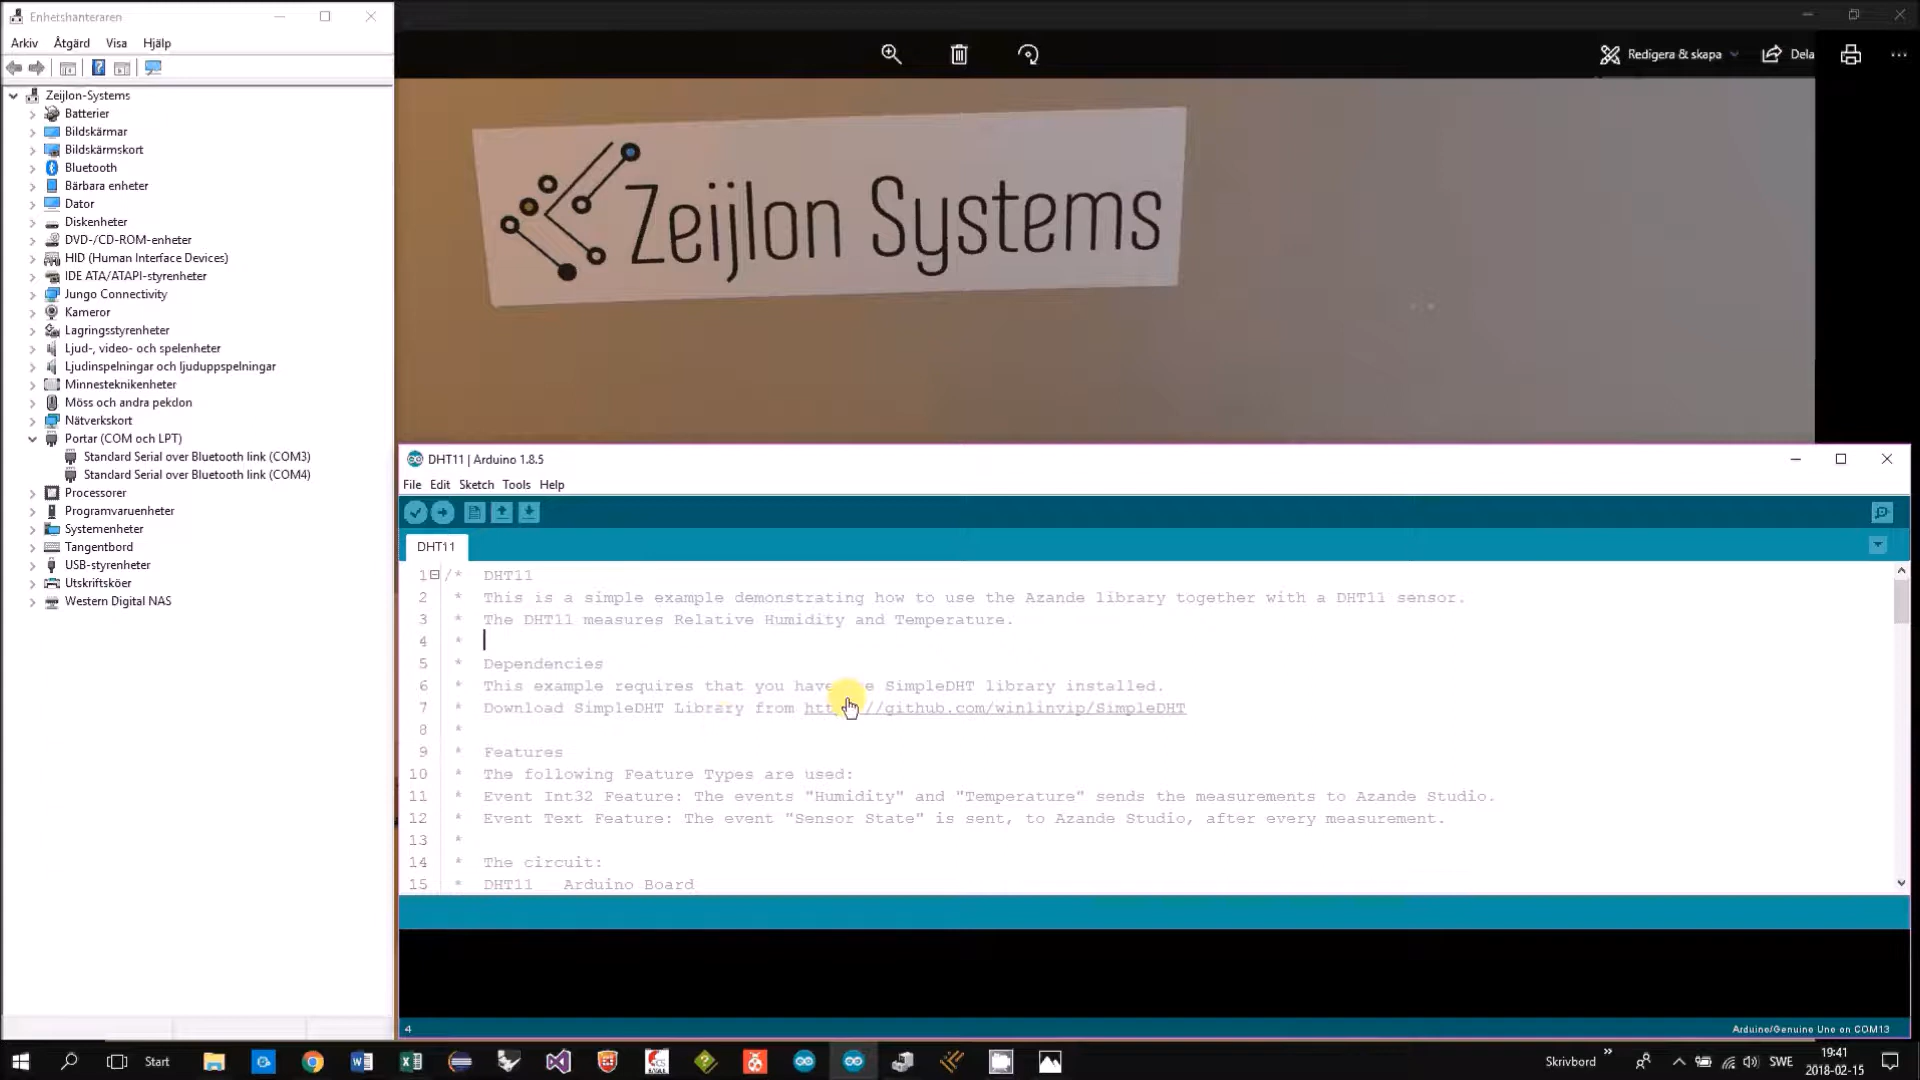 Enhetshanteraren
Arkiv Åtgärd Visa Hjälp
Zeijlon-Systems
Batterier
Bildskärmar
Bildskärmskort
Bluetooth
Bärbara enheter
Dator
Diskenheter
DVD-/CD-ROM-enheter
HID (Human Interface Devices)
IDE ATA/ATAPI-styrenheter
Jungo Connectivity
Kameror
Lagringsstyrenheter
Ljud-, video- och spelenheter
Ljudinspelningar och ljuduppspelningar
Minnesteknikenheter
Möss och andra pekdon
Nätverkskort
Portar (COM och LPT)
Standard Serial over Bluetooth link (COM3)
Standard Serial over Bluetooth link (COM4)
Processorer
Programvaruenheter
Systemenheter
Tangentbord
USB-styrenheter
Utskriftsköer
Western Digital NAS
Redigera & skapa Dela
Zeijlon Systems
DHT11 | Arduino 1.8.5
File Edit Sketch Tools Help
DHT11
1 /* DHT11
2 * This is a simple example demonstrating how to use the Azande library together with a DHT11 sensor.
3 * The DHT11 measures Relative Humidity and Temperature.
4 *
5 * Dependencies
6 * This example requires that you have SimpleDHT library installed.
7 * Download SimpleDHT Library from //github.com/winlinvip/SimpleDHT
8 *
9 * Features
10 * The following Feature Types are used:
11 * Event Int32 Feature: The events "Humidity" and "Temperature" sends the measurements to Azande Studio.
12 * Event Text Feature: The event "Sensor State" is sent, to Azande Studio, after every measurement.
13 *
14 * The circuit:
15 * DHT11 Arduino Board
4 Arduino/Genuino Uno on COM13
Start Skrivbord SWE 19:41
2018-02-15